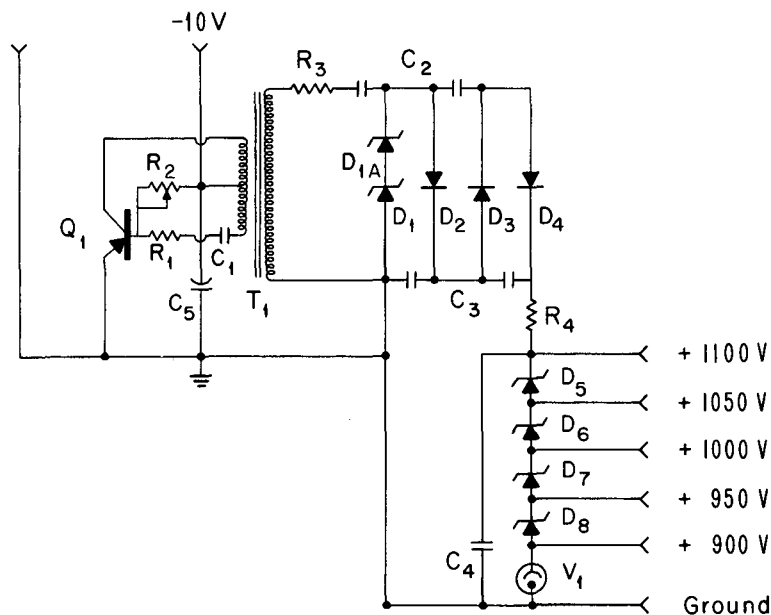 -10V
R3
C2
D1A
D1
D2
D3
D4
R2
Q1
R1
C1
C5
T1
C3
R4
+ 1100 V
D5
+ 1050 V
D6
+ 1000 V
D7
+ 950 V
D8
+ 900 V
C4
V1
Ground